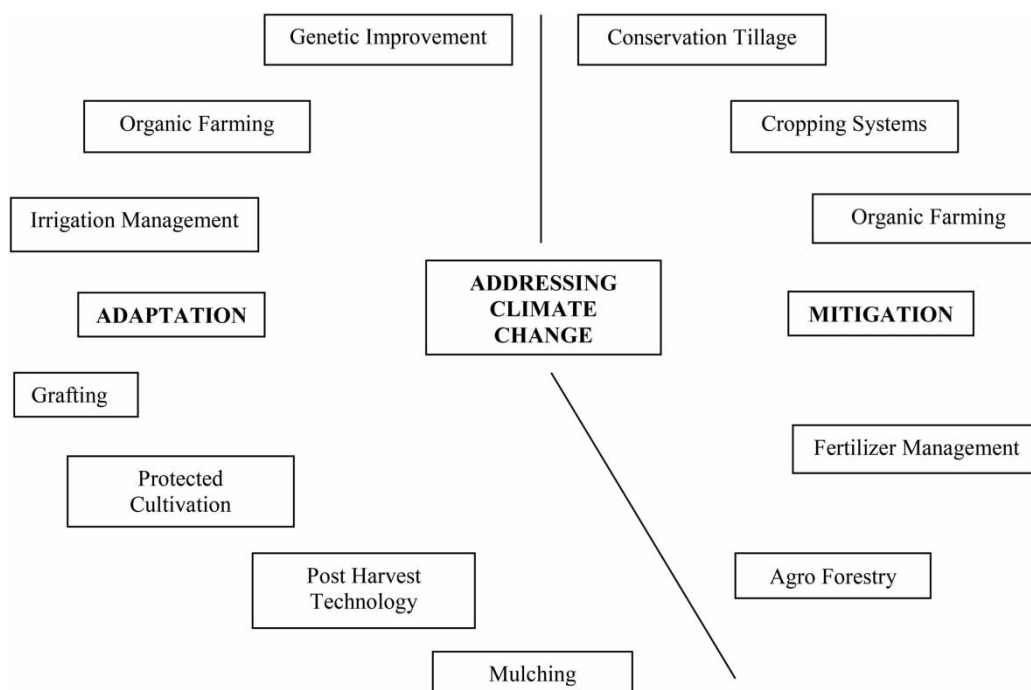 Genetic Improvement
Conservation Tillage
Organic Farming
Cropping Systems
Irrigation Management
Organic Farming
ADDRESSING
CLIMATE
CHANGE
ADAPTATION
MITIGATION
Grafting
Fertilizer Management
Protected
Cultivation
Post Harvest
Technology
Agro Forestry
Mulching